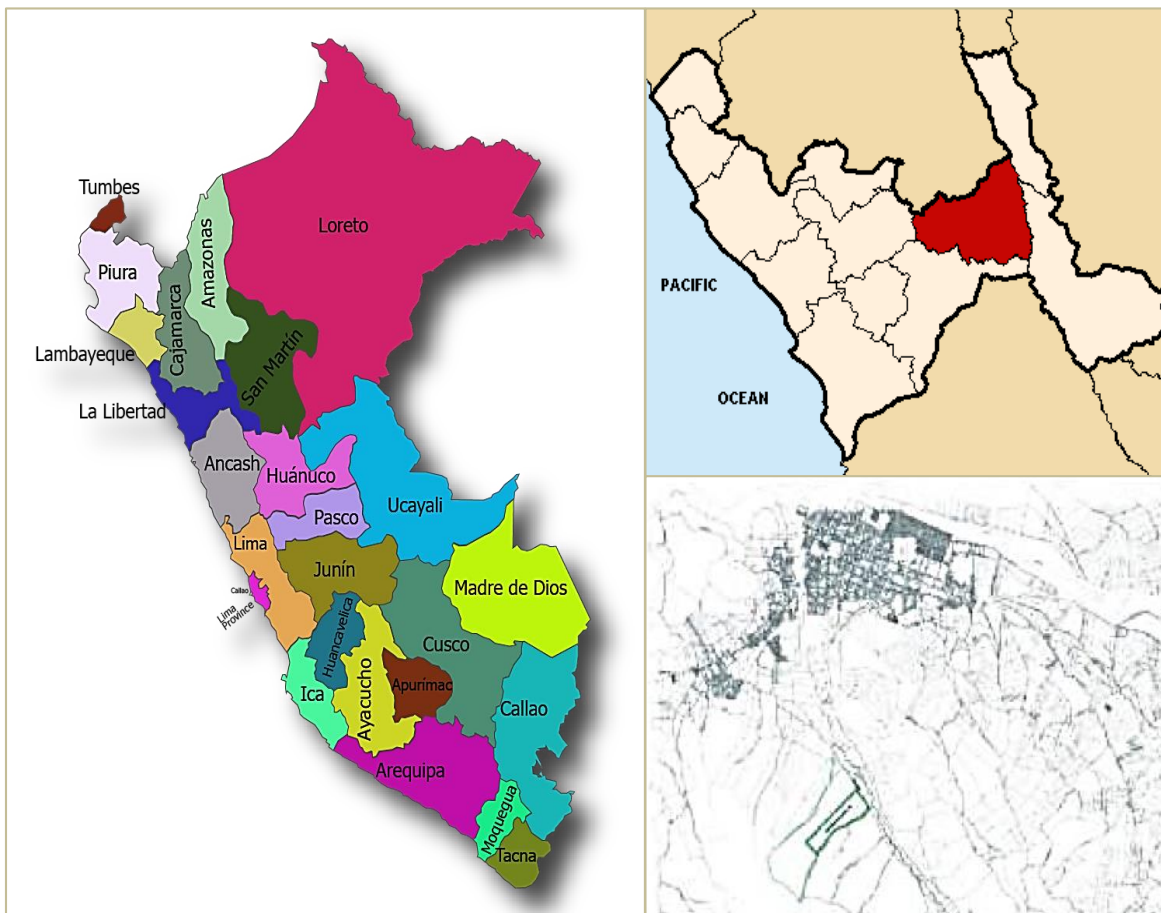 Tumbes
Loreto
Amazonas
Piura
Cajamarca
San Martín
Lambayeque
La Libertad
Ancash
Huánuco
Ucayali
Pasco
Lima
Junín
Madre de Dios
Callao
Lima
Province
Huancavelica
Cusco
Ayacucho
Apurímac
Ica
Callao
Arequipa
Moquegua
Tacna
PACIFIC
OCEAN